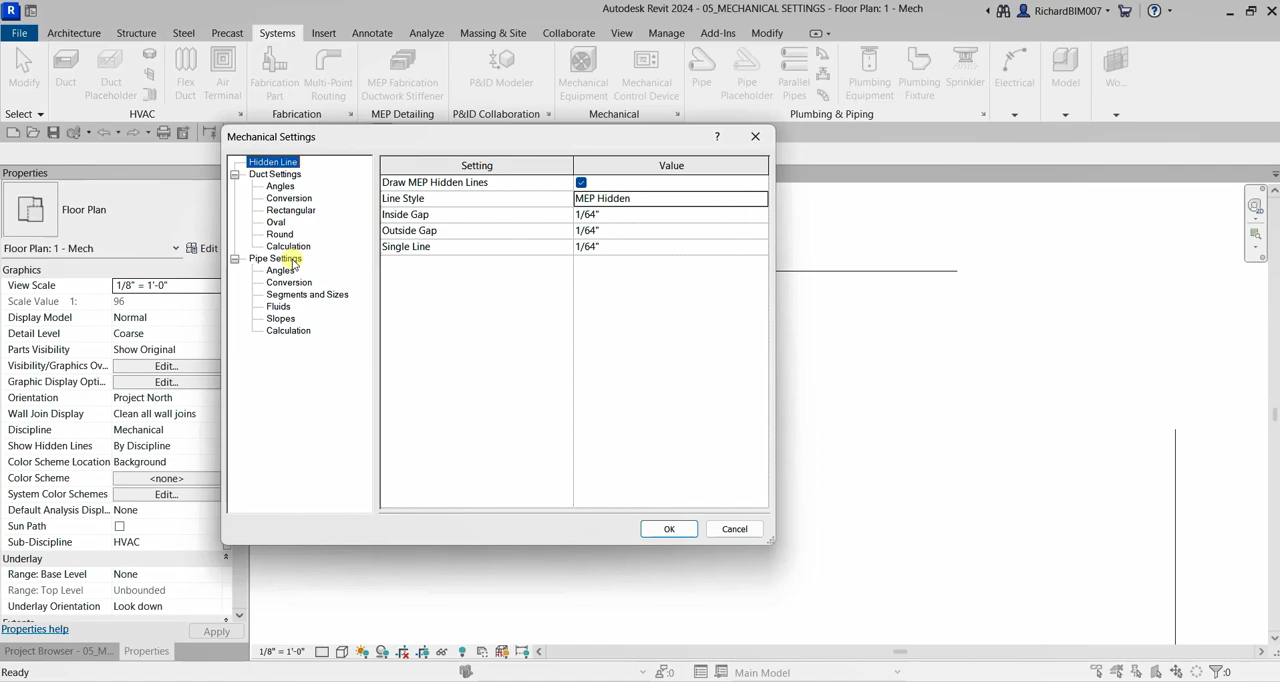 R Autodesk Revit 2024 - 05_MECHANICAL SETTINGS - Floor Plan: 1 - Mech RichardBIM007
File Architecture Structure Steel Precast Systems Insert Annotate Analyze Massing & Site Collaborate View Manage Add-Ins Modify
Modify Duct Duct Placeholder Flex Duct Air Terminal Fabrication Part Multi-Point Routing MEP Fabrication Ductwork Stiffener P&ID Modeler Mechanical Equipment Mechanical Control Device Pipe Pipe Placeholder Parallel Pipes Plumbing Equipment Plumbing Fixture Sprinkler Electrical Model Wo...
Select HVAC Fabrication MEP Detailing P&ID Collaboration Mechanical Plumbing & Piping
Mechanical Settings ?
Hidden Line
Duct Settings
Angles
Conversion
Rectangular
Oval
Round
Calculation
Pipe Settings
Angles
Conversion
Segments and Sizes
Fluids
Slopes
Calculation
Setting Value
Draw MEP Hidden Lines
Line Style MEP Hidden
Inside Gap 1/64"
Outside Gap 1/64"
Single Line 1/64"
OK Cancel
Properties
Floor Plan
Floor Plan: 1 - Mech Edit
Graphics
View Scale 1/8" = 1'-0"
Scale Value 1: 96
Display Model Normal
Detail Level Coarse
Parts Visibility Show Original
Visibility/Graphics Ov... Edit...
Graphic Display Opti... Edit...
Orientation Project North
Wall Join Display Clean all wall joins
Discipline Mechanical
Show Hidden Lines By Discipline
Color Scheme Location Background
Color Scheme <none>
System Color Schemes Edit...
Default Analysis Displ... None
Sun Path
Sub-Discipline HVAC
Underlay
Range: Base Level None
Range: Top Level Unbounded
Underlay Orientation Look down
Properties help Apply
Project Browser - 05_M... Properties
1/8" = 1'-0"
Ready :0 Main Model :0